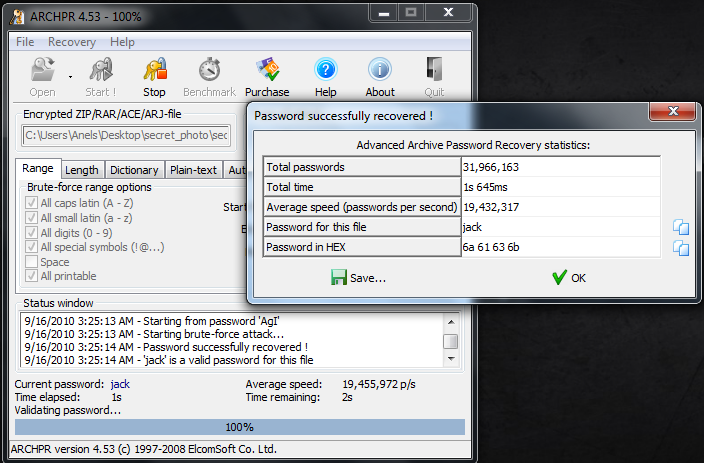 ARCHPR 4.53 - 100%
File Recovery Help
Open Start ! Stop Benchmark Purchase Help About Quit
Encrypted ZIP/RAR/ACE/ARJ-file
C:\Users\Anels\Desktop\secret_photo\sec
Range Length Dictionary Plain-text Aut
Brute-force range options
All caps latin (A - Z)
All small latin (a - z)
All digits (0 - 9)
All special symbols (!@...)
Space
All printable
Start
E
Password successfully recovered !
Advanced Archive Password Recovery statistics:
Total passwords 31,966,163
Total time 1s 645ms
Average speed (passwords per second) 19,432,317
Password for this file jack
Password in HEX 6a 61 63 6b
Save... OK
Status window
9/16/2010 3:25:13 AM - Starting from password 'AgI'
9/16/2010 3:25:13 AM - Starting brute-force attack...
9/16/2010 3:25:14 AM - Password successfully recovered !
9/16/2010 3:25:14 AM - 'jack' is a valid password for this file
Current password: jack Average speed: 19,455,972 p/s
Time elapsed: 1s Time remaining: 2s
Validating password...
100%
ARCHPR version 4.53 (c) 1997-2008 ElcomSoft Co. Ltd.